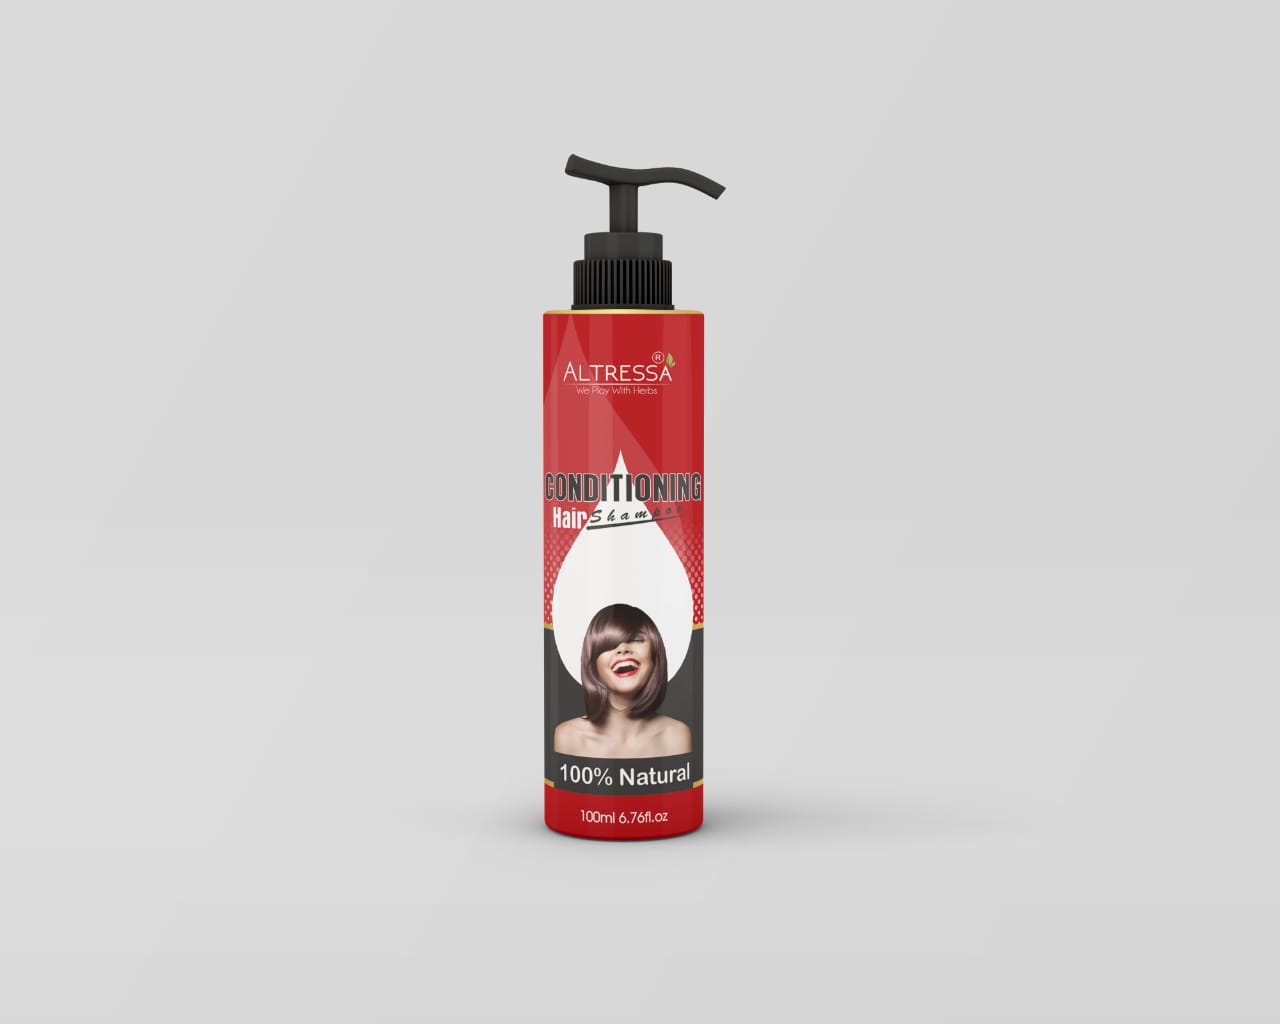 ALTRESSA ®
We Play With Herbs
CONDITIONING
Hair Shampoo
100% Natural
100ml 6.76fl.oz